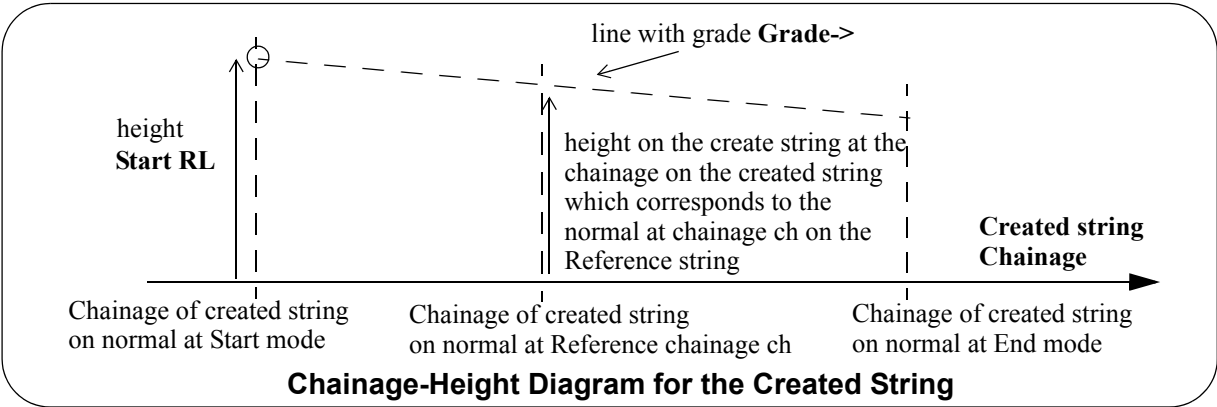 line with grade Grade->
height
Start RL
height on the create string at the
chainage on the created string
which corresponds to the
normal at chainage ch on the
Reference string
Created string
Chainage
Chainage of created string
on normal at Start mode
Chainage of created string
on normal at Reference chainage ch
Chainage of created string
on normal at End mode
Chainage-Height Diagram for the Created String